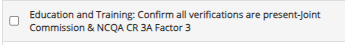 Education and Training: Confirm all verifications are present-Joint
Commission & NCQA CR 3A Factor 3